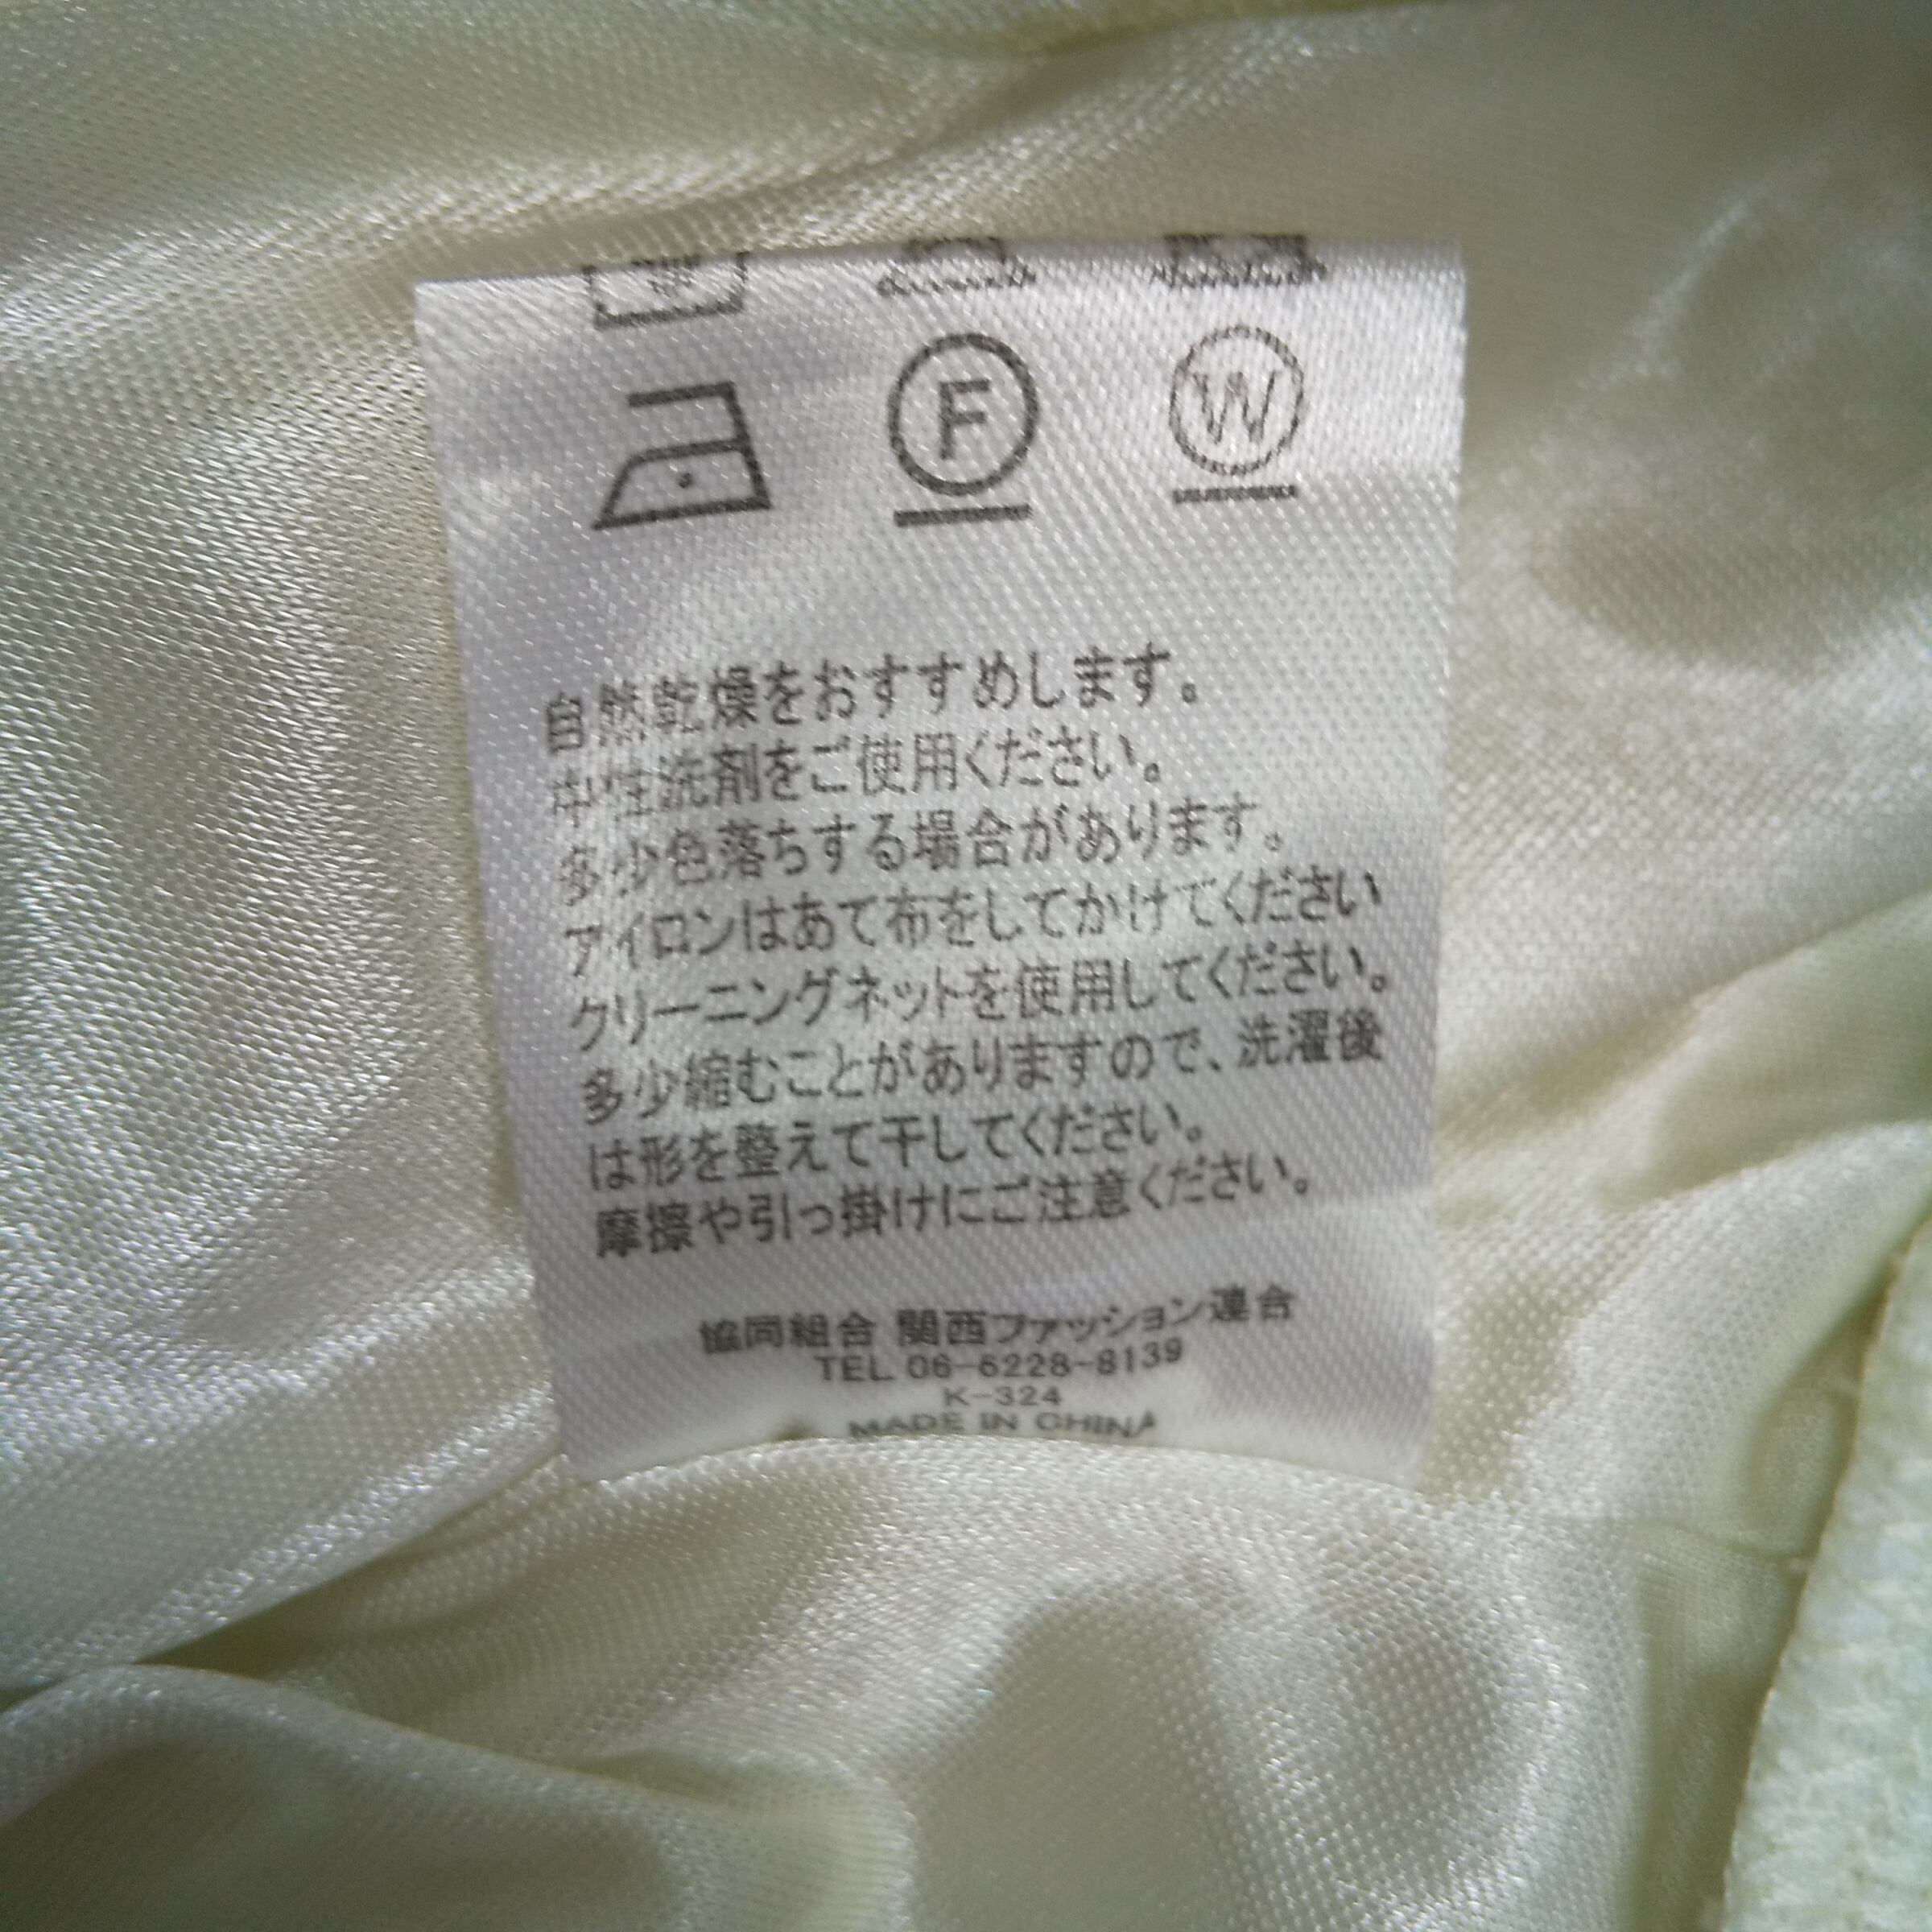 F W
自然乾燥をおすすめします。
中性洗剤をご使用ください。
多少色落ちする場合があります。
アイロンはあて布をしてかけてください
クリーニングネットを使用してください。
多少縮むことがありますので、洗濯後
は形を整えて干してください。
摩擦や引っ掛けにご注意ください。
協同組合 関西ファッション連合
TEL 06-6228-8139
K-324
MADE IN CHINA